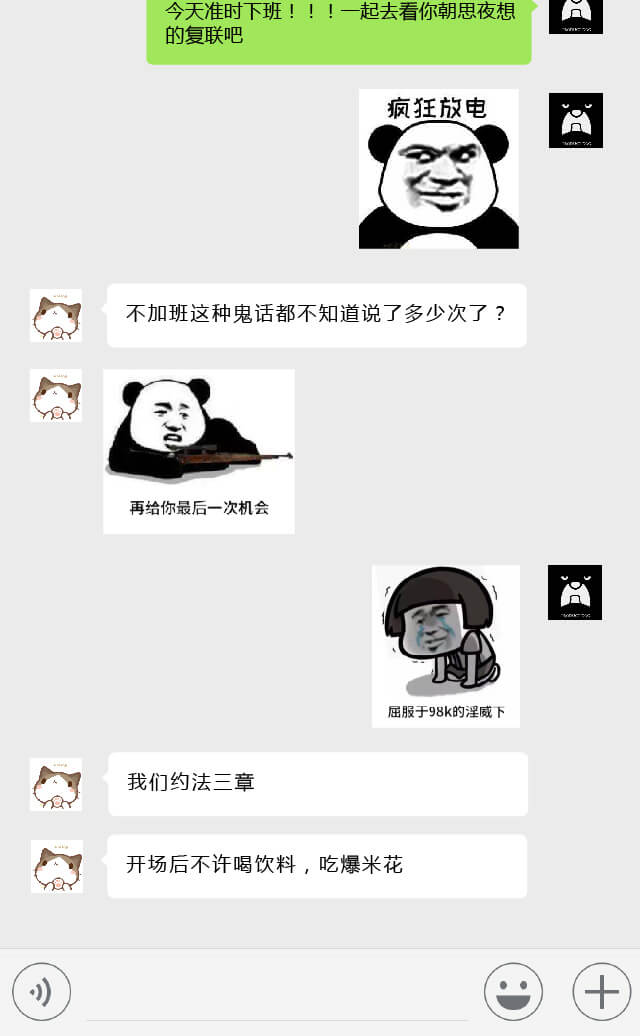 今天准时下班！！！一起去看你朝思夜想
的复联吧
疯狂放电
不加班这种鬼话都不知道说了多少次了？
再给你最后一次机会
屈服于98k的淫威下
我们约法三章
开场后不许喝饮料，吃爆米花